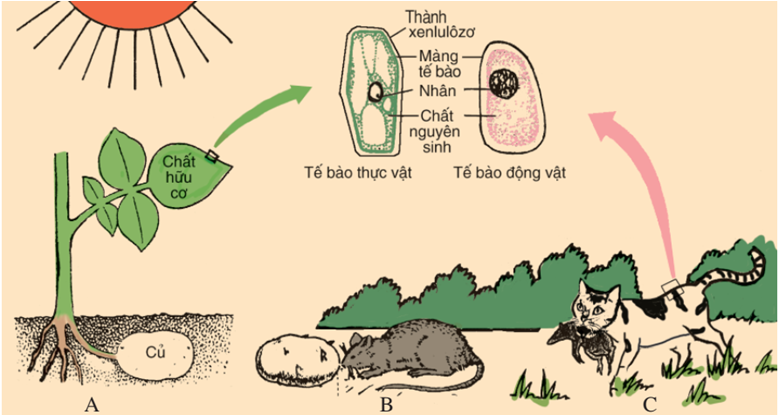 Thành
xenlulôzơ
Màng
tế bào
Nhân
Chất
nguyên
sinh
Tế bào thực vật
Tế bào động vật
Chất
hữu
cơ
Củ
A
B
C